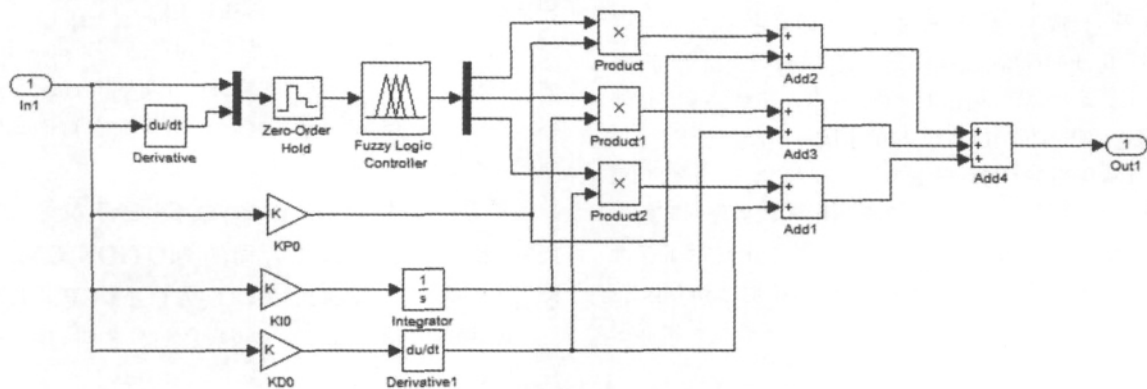 1
In1
du/dt
Derivative
Zero-Order
Hold
Fuzzy Logic
Controller
×
Product
×
Product1
×
Product2
+
+
Add2
+
+
Add3
+
+
Add1
+
+
+
Add4
1
Out1
K
KP0
K
KI0
1
s
Integrator
K
KD0
du/dt
Derivative1